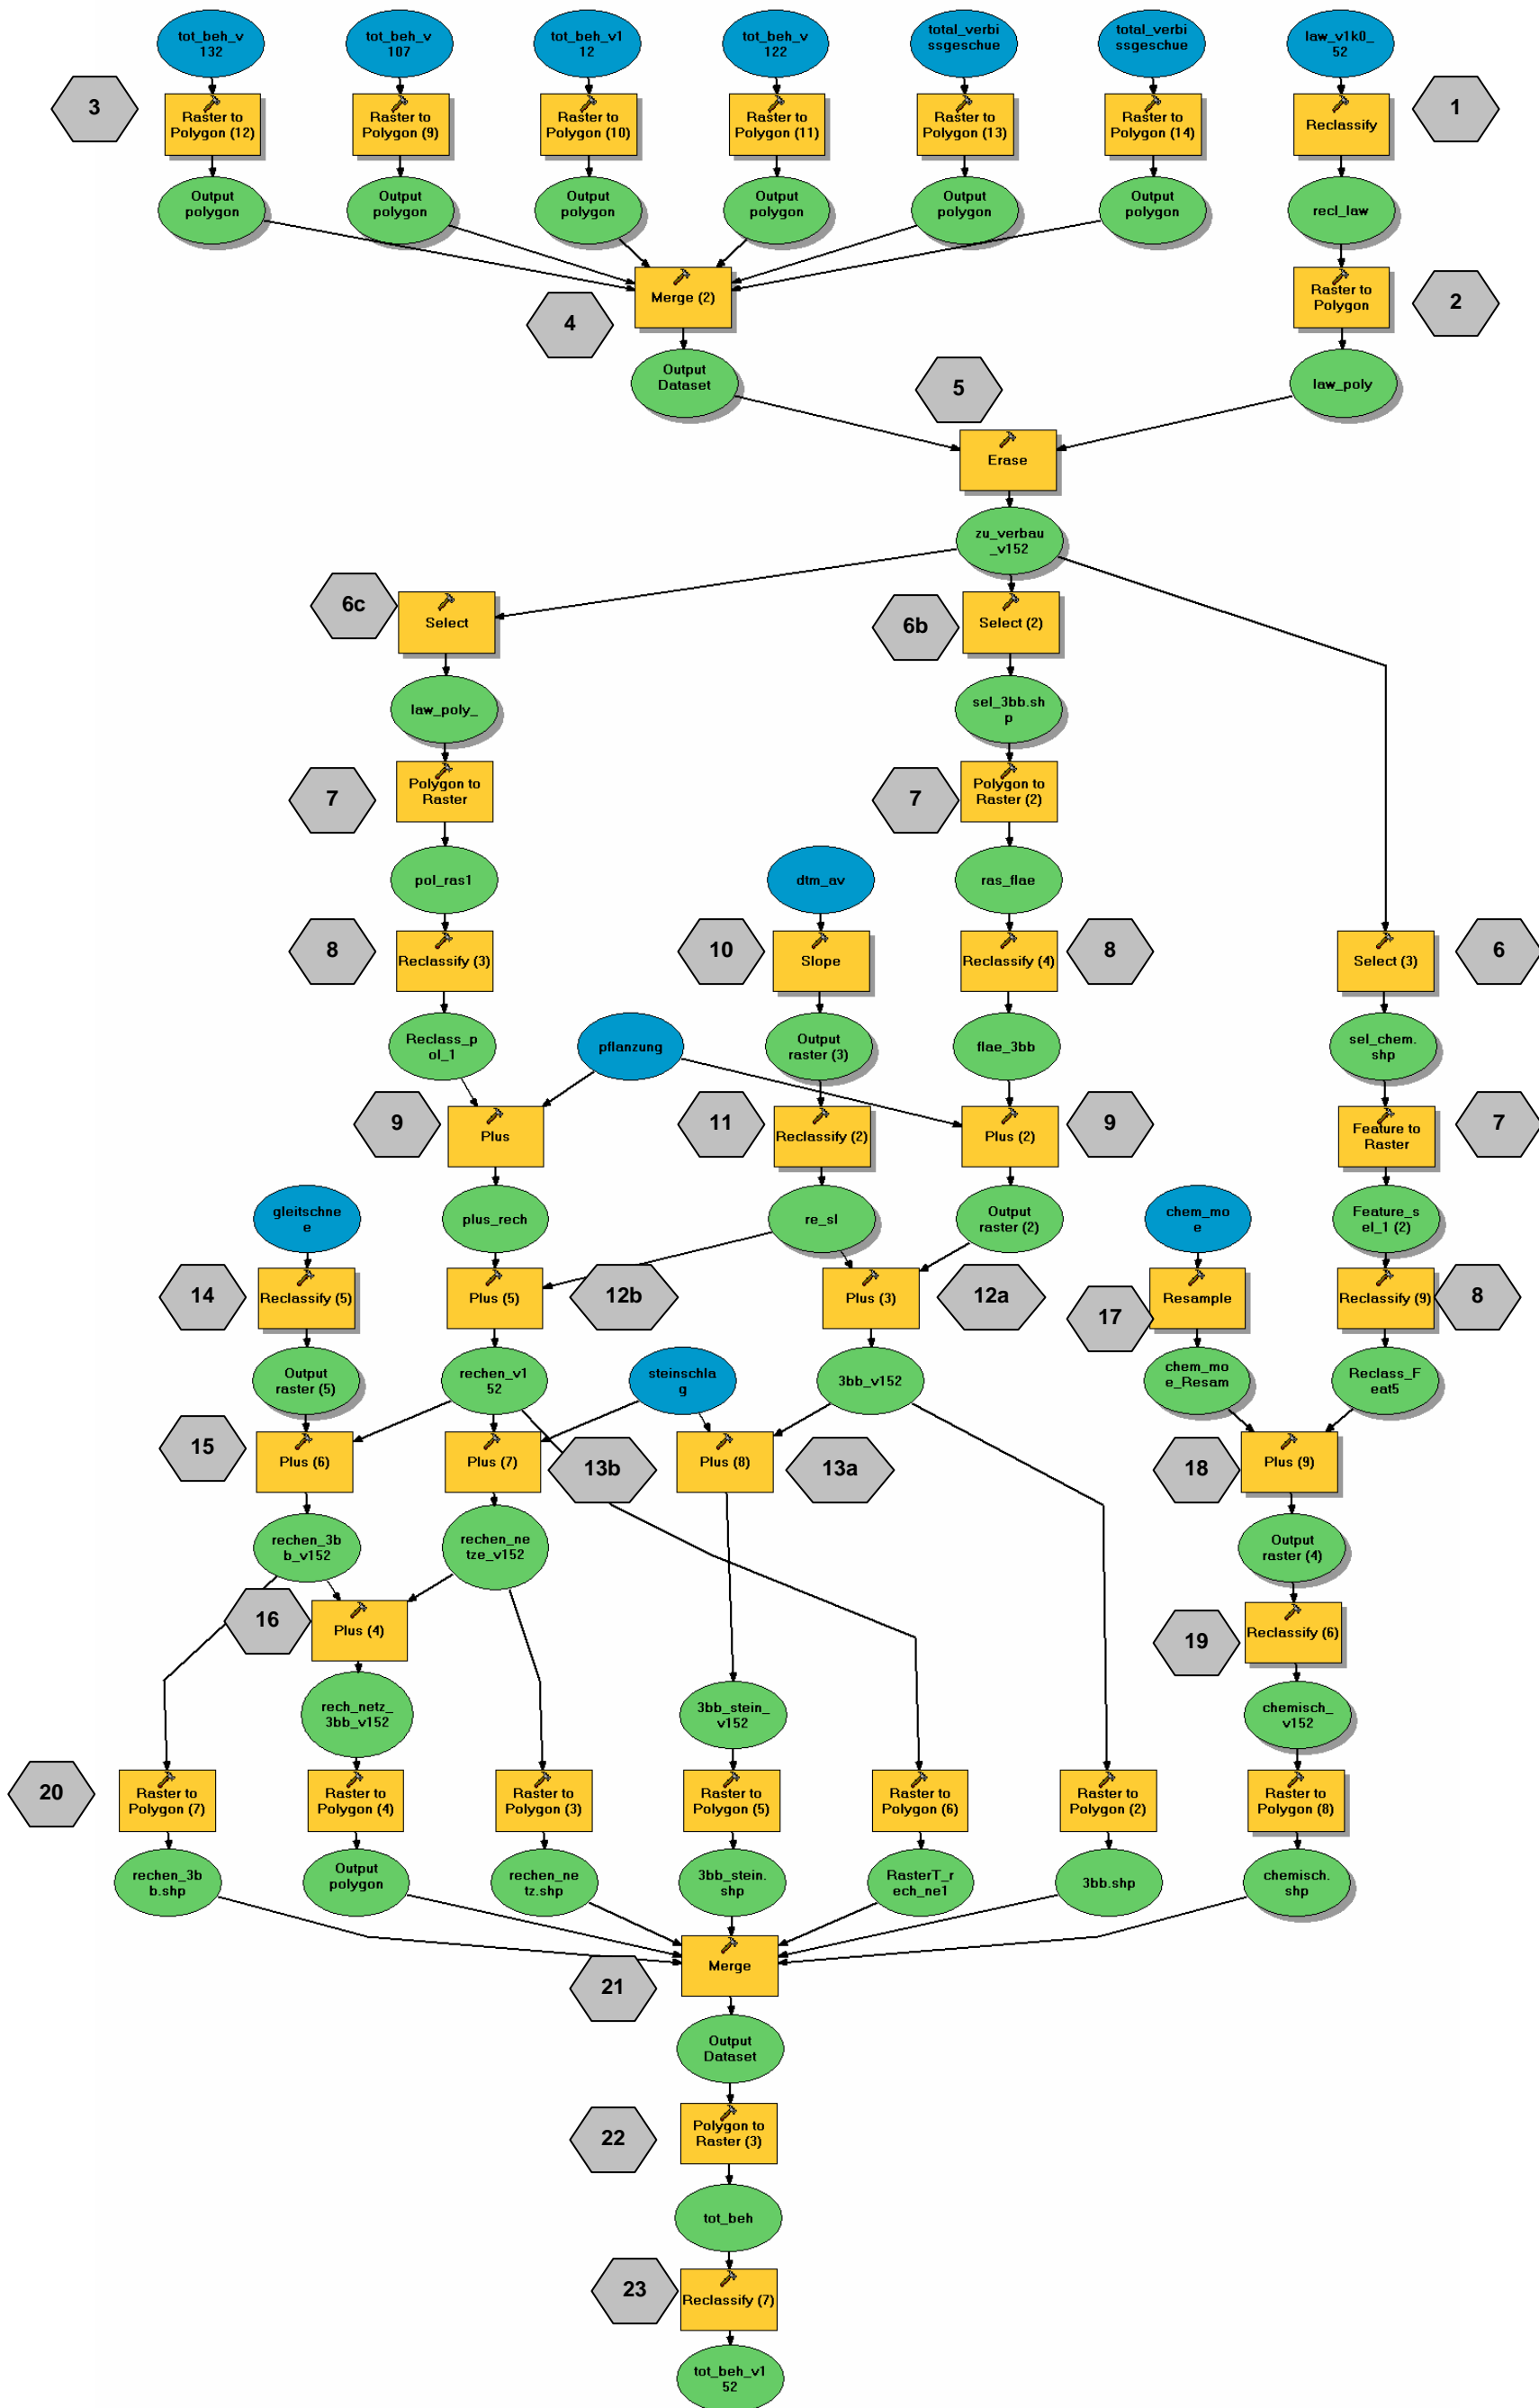 tot_beh_v
132
tot_beh_v
107
tot_beh_v1
12
tot_beh_v
122
total_verbi
ssgeschue
total_verbi
ssgeschue
law_v1k0_
52
3
Raster to
Polygon (12)
Raster to
Polygon (9)
Raster to
Polygon (10)
Raster to
Polygon (11)
Raster to
Polygon (13)
Raster to
Polygon (14)
Reclassify
1
Output
polygon
Output
polygon
Output
polygon
Output
polygon
Output
polygon
Output
polygon
recl_law
4
Merge (2)
Raster to
Polygon
2
Output
Dataset
5
law_poly
Erase
zu_verbau
_v152
6c
Select
6b
Select (2)
law_poly_
sel_3bb.sh
p
7
Polygon to
Raster
7
Polygon to
Raster (2)
pol_ras1
dtm_av
ras_flae
8
Reclassify (3)
10
Slope
Reclassify (4)
8
Select (3)
6
Reclass_p
ol_1
pflanzung
Output
raster (3)
flae_3bb
sel_chem.
shp
9
Plus
11
Reclassify (2)
Plus (2)
9
Feature to
Raster
7
gleitschne
e
plus_rech
re_sl
Output
raster (2)
chem_mo
e
Feature_s
el_1 (2)
14
Reclassify (5)
Plus (5)
12b
Plus (3)
12a
17
Resample
Reclassify (9)
8
Output
raster (5)
rechen_v1
52
steinschla
g
3bb_v152
chem_mo
e_Resam
Reclass_F
eat5
15
Plus (6)
Plus (7)
13b
Plus (8)
13a
18
Plus (9)
rechen_3b
b_v152
rechen_ne
tze_v152
Output
raster (4)
16
Plus (4)
19
Reclassify (6)
rech_netz_
3bb_v152
3bb_stein_
v152
chemisch_
v152
20
Raster to
Polygon (7)
Raster to
Polygon (4)
Raster to
Polygon (3)
Raster to
Polygon (5)
Raster to
Polygon (6)
Raster to
Polygon (2)
Raster to
Polygon (8)
rechen_3b
b.shp
Output
polygon
rechen_ne
tz.shp
3bb_stein.
shp
RasterT_r
ech_ne1
3bb.shp
chemisch.
shp
21
Merge
Output
Dataset
22
Polygon to
Raster (3)
tot_beh
23
Reclassify (7)
tot_beh_v1
52